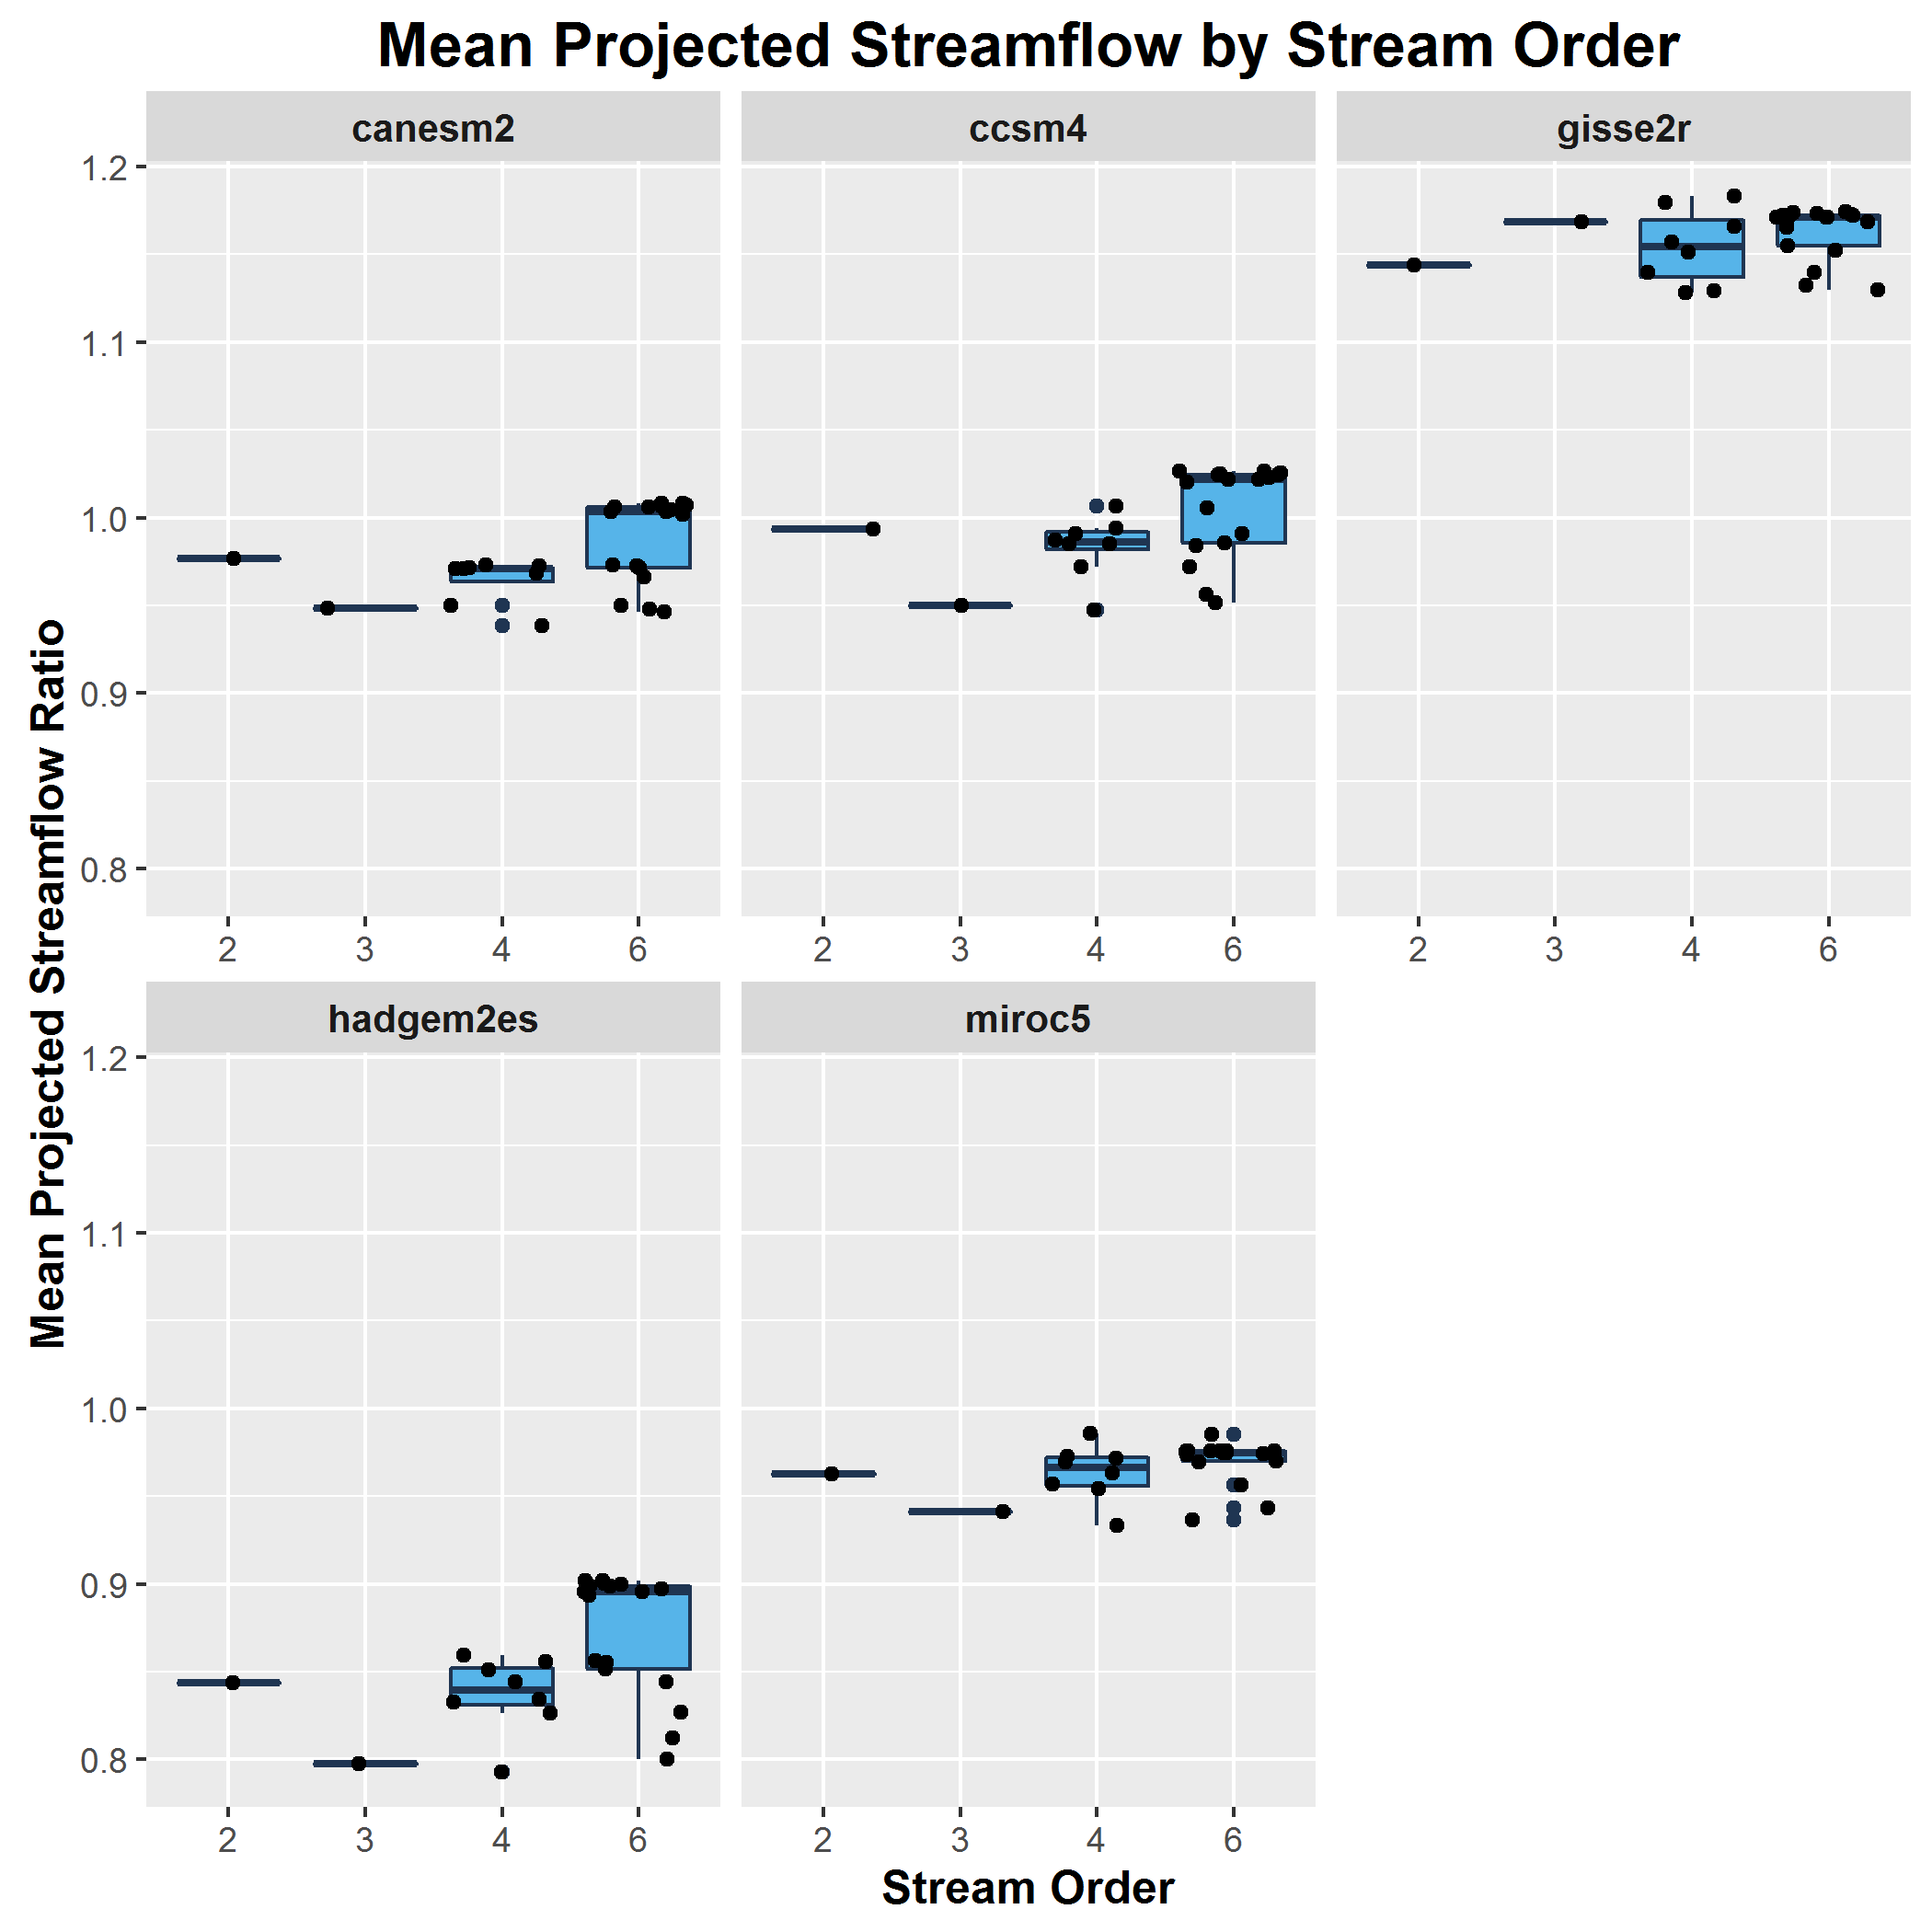 Mean Projected Streamflow by Stream Order
canesm2 ccsm4 gisse2r
1.2
1.1
1.0
0.9
0.8
2 3 4 6 2 3 4 6 2 3 4 6
Mean Projected Streamflow Ratio
hadgem2es miroc5
1.2
1.1
1.0
0.9
0.8
2 3 4 6 2 3 4 6
Stream Order